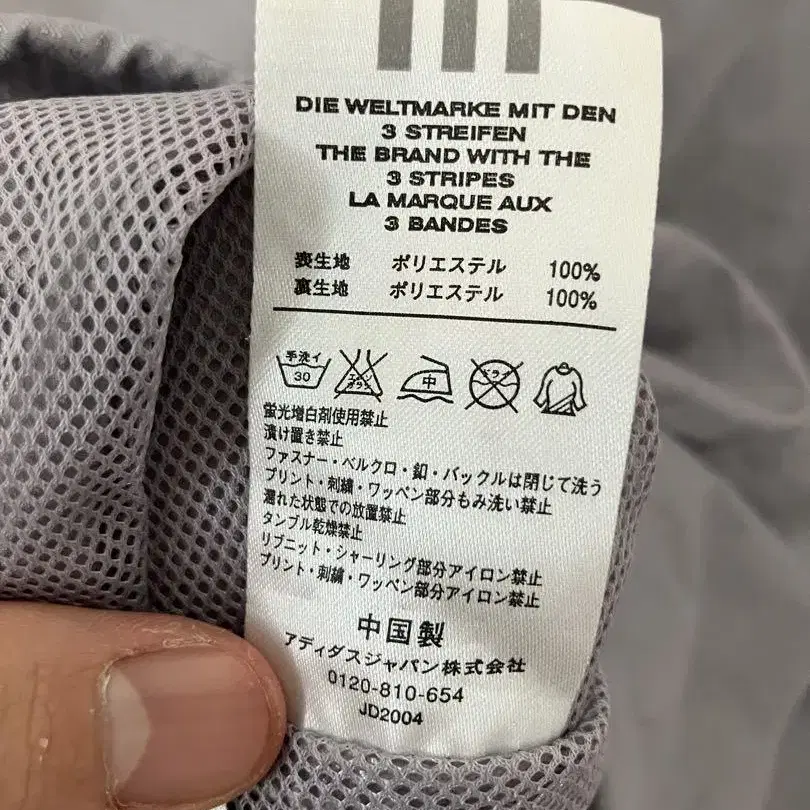 DIE WELTMARKE MIT DEN
3 STREIFEN
THE BRAND WITH THE
3 STRIPES
LA MARQUE AUX
3 BANDES
表生地 ポリエステル 100%
裏生地 ポリエステル 100%
手洗イ
30
エンソ
サラシ
中
ドライ
蛍光増白剤使用禁止
漬け置き禁止
ファスナー・ベルクロ・釦・バックルは閉じて洗う
プリント・刺繍・ワッペン部分もみ洗い禁止
濡れた状態での放置禁止
タンブル乾燥禁止
リブニット・シャーリング部分アイロン禁止
プリント・刺繍・ワッペン部分アイロン禁止
中国製
アディダスジャパン株式会社
0120-810-654
JD2004